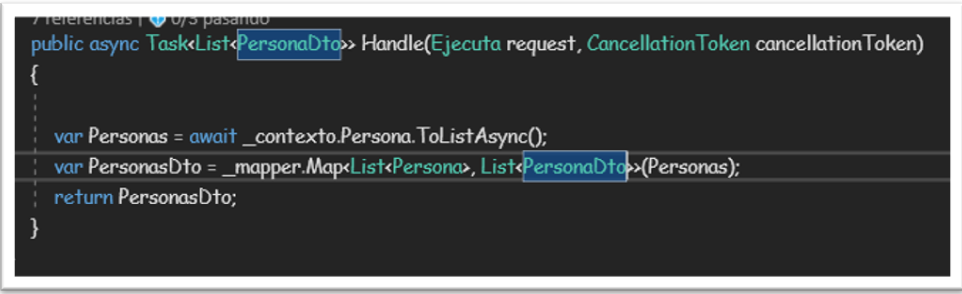 7 referencias | 0/3 pasando
public async Task<List<PersonaDto>> Handle(Ejecuta request, CancellationToken cancellationToken)
{
var Personas = await _contexto.Persona.ToListAsync();
var PersonasDto = _mapper.Map<List<Persona>, List<PersonaDto>>(Personas);
return PersonasDto;
}